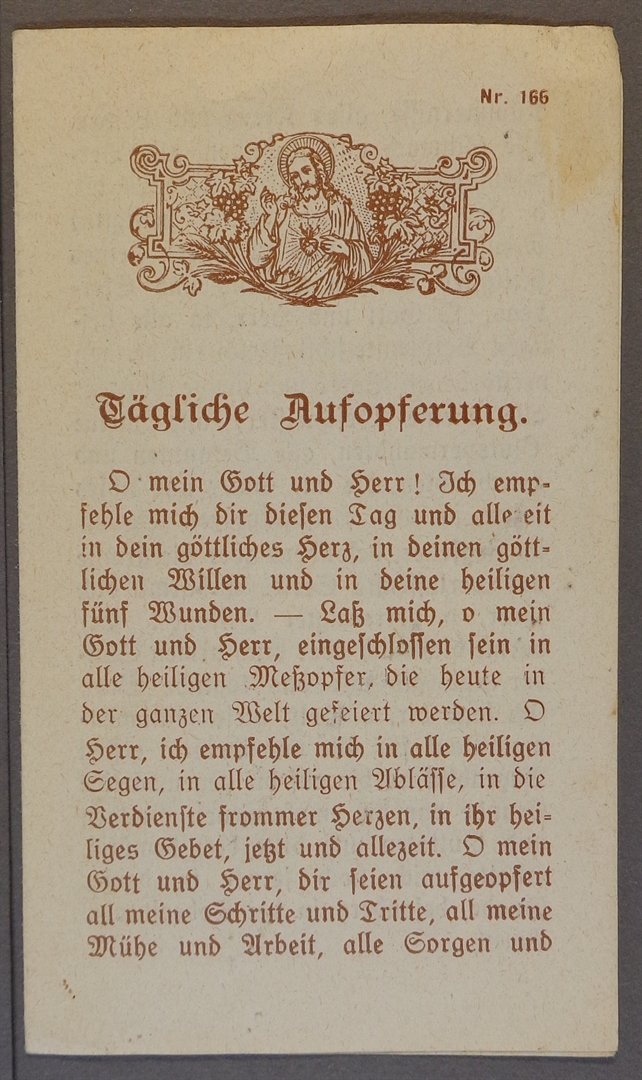 Nr. 166
Tägliche Aufopferung.
O mein Gott und Herr! Ich emp-
fehle mich dir diesen Tag und alle eit
in dein göttliches Herz, in deinen gött-
lichen Willen und in deine heiligen
fünf Wunden. — Laß mich, o mein
Gott und Herr, eingeschlossen sein in
alle heiligen Meßopfer, die heute in
der ganzen Welt gefeiert werden. O
Herr, ich empfehle mich in alle heiligen
Segen, in alle heiligen Ablässe, in die
Verdienste frommer Herzen, in ihr hei-
liges Gebet, jetzt und allezeit. O mein
Gott und Herr, dir seien aufgeopfert
all meine Schritte und Tritte, all meine
Mühe und Arbeit, alle Sorgen und